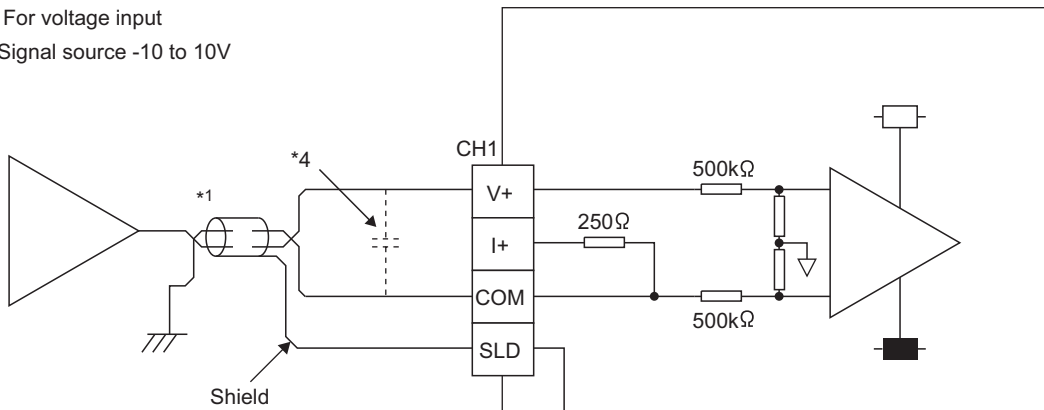 For voltage input
Signal source -10 to 10V
*4
CH1
*1
V+
500kΩ
I+
250Ω
COM
500kΩ
SLD
Shield